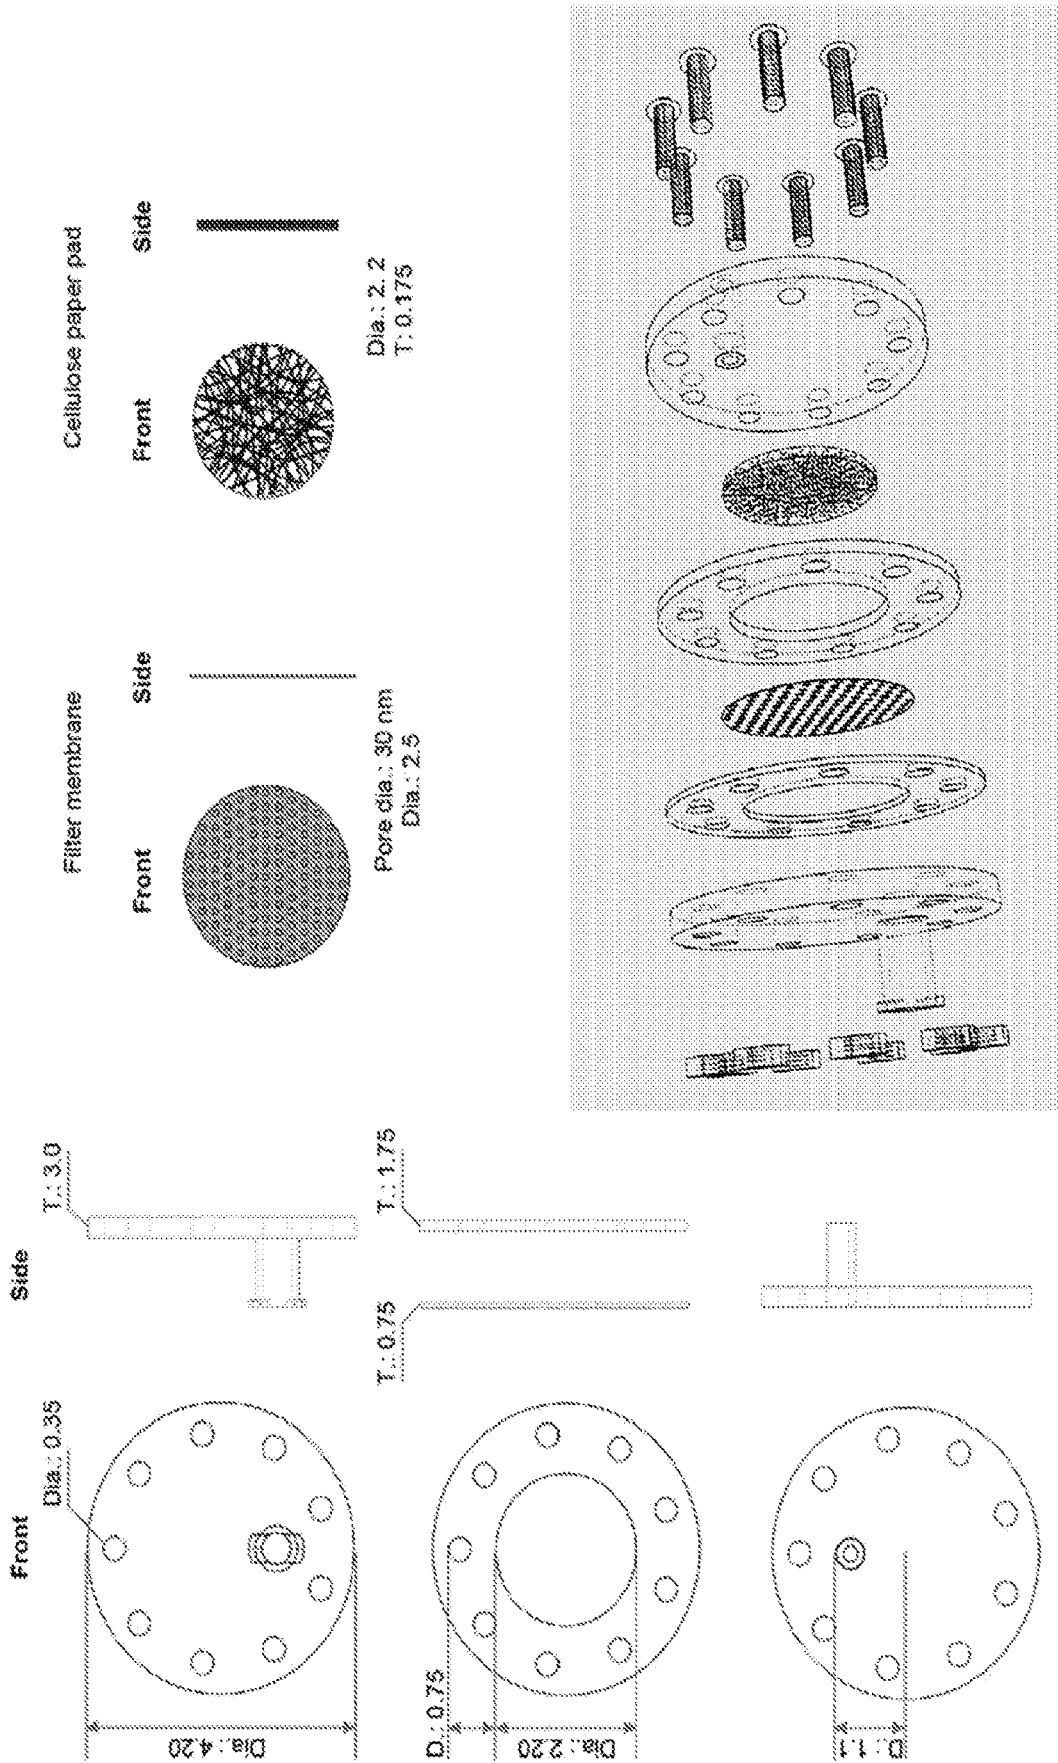 Front
Side
Dia.: 0.35
T.: 3.0
Dia.: 4.20
T.: 0.75
T.: 1.75
D.: 0.75
Dia.: 2.20
D.: 1.1
Filter membrane
Front
Side
Pore dia.: 30 nm
Dia.: 2.5
Cellulose paper pad
Front
Side
Dia.: 2. 2
T.: 0.175